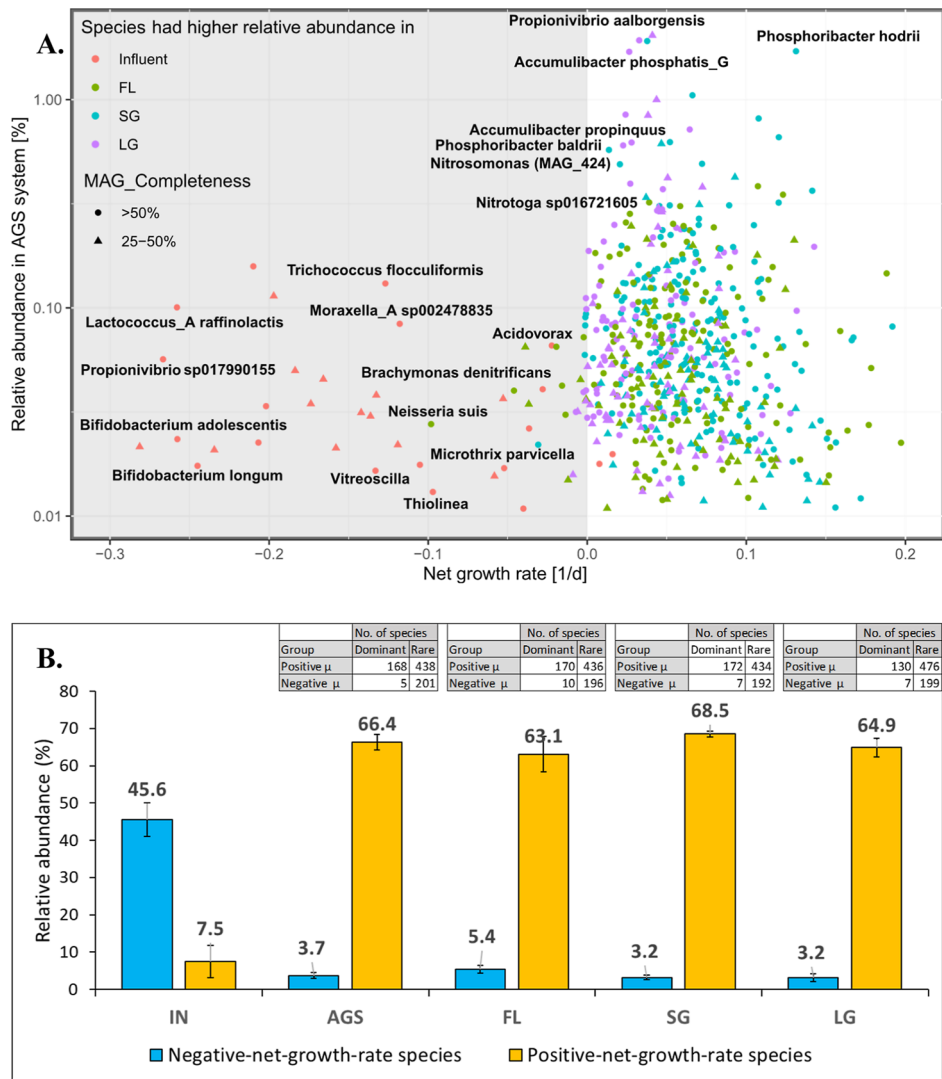 A.
Species had higher relative abundance in
Influent
FL
SG
LG
MAG_Completeness
>50%
25−50%
Propionivibrio aalborgensis
Phosphoribacter hodrii
Accumulibacter phosphatis_G
Accumulibacter propinquus
Phosphoribacter baldrii
Nitrosomonas (MAG_424)
Nitrotoga sp016721605
Trichococcus flocculiformis
Moraxella_A sp002478835
Lactococcus_A raffinolactis
Acidovorax
Propionivibrio sp017990155
Brachymonas denitrificans
Neisseria suis
Bifidobacterium adolescentis
Microthrix parvicella
Bifidobacterium longum
Vitreoscilla
Thiolinea
Relative abundance in AGS system [%]
1.00
0.10
0.01
−0.3 −0.2 −0.1 0.0 0.1 0.2
Net growth rate [1/d]
B.
No. of species No. of species No. of species No. of species
Group Dominant Rare Group Dominant Rare Group Dominant Rare Group Dominant Rare
Positive μ 168 438 Positive μ 170 436 Positive μ 172 434 Positive μ 130 476
Negative μ 5 201 Negative μ 10 196 Negative μ 7 192 Negative μ 7 199
Relative abundance (%)
80
70
60
50
40
30
20
10
0
45.6 7.5 3.7 66.4 5.4 63.1 3.2 68.5 3.2 64.9
IN AGS FL SG LG
Negative-net-growth-rate species Positive-net-growth-rate species